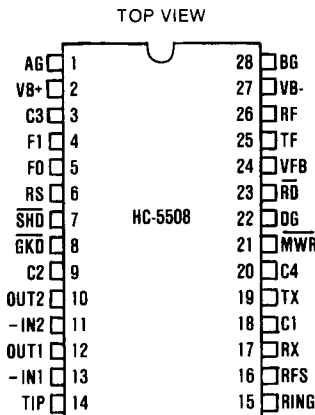 TOP VIEW
AG 1 28 BG
VB+ 2 27 VB-
C3 3 26 RF
F1 4 25 TF
F0 5 24 VFB
RS 6 23 RD
SHD 7 HC-5508 22 DG
GKD 8 21 MWR
C2 9 20 C4
OUT2 10 19 TX
-IN2 11 18 C1
OUT1 12 17 RX
-IN1 13 16 RFS
TIP 14 15 RING